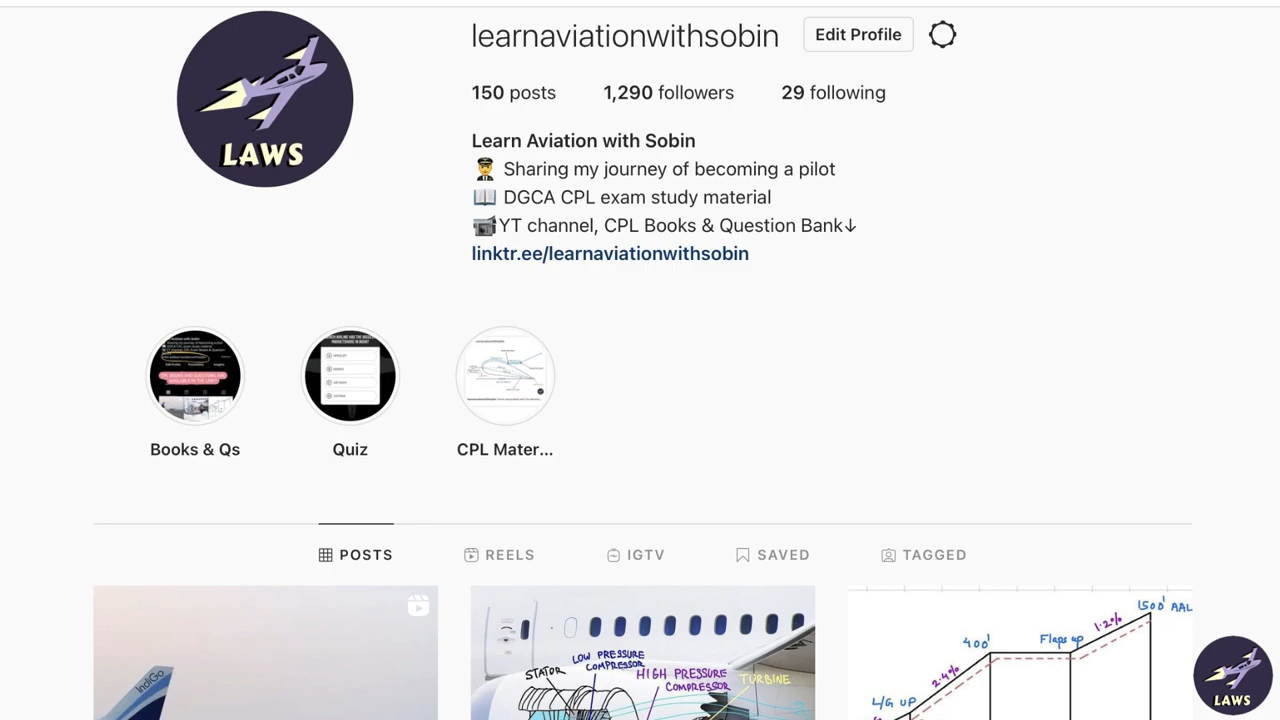 learnaviationwithsobin
Edit Profile
150 posts
1,290 followers
29 following
LAWS
Learn Aviation with Sobin
Sharing my journey of becoming a pilot
DGCA CPL exam study material
YT channel, CPL Books & Question Bank↓
linktr.ee/learnaviationwithsobin
Books & Qs
Quiz
CPL Mater...
POSTS
REELS
IGTV
SAVED
TAGGED
IndiGo
STATOR
LOW PRESSURE
COMPRESSOR
HIGH PRESSURE
COMPRESSOR
TURBINE
L/G UP
2.4%
400'
Flaps up
1.2%
1500' AAL
LAWS